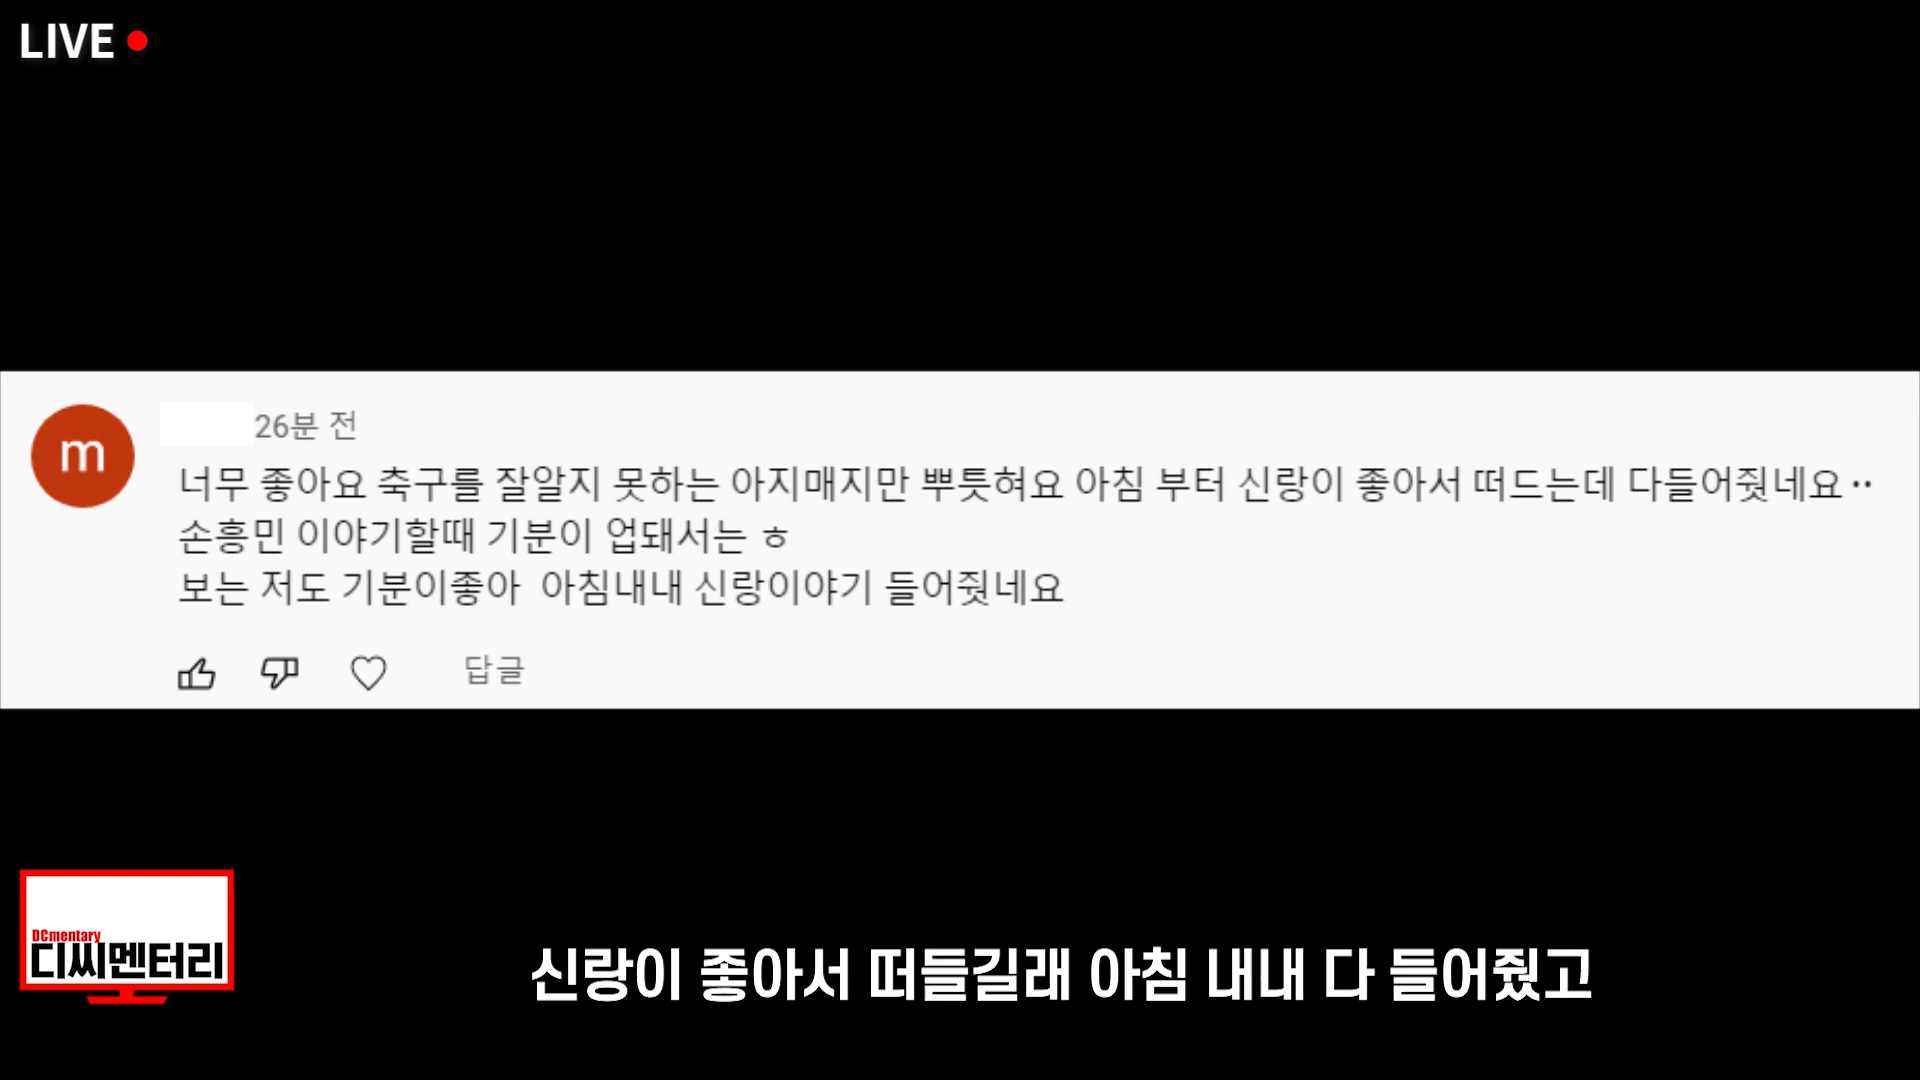 LIVE
m
26분 전
너무 좋아요 축구를 잘알지 못하는 아지매지만 뿌틋혀요 아침 부터 신랑이 좋아서 떠드는데 다들어줫네요··
손흥민 이야기할때 기분이 업돼서는 ㅎ
보는 저도 기분이좋아 아침내내 신랑이야기 들어줫네요
답글
DCmentary
디씨멘터리
신랑이 좋아서 떠들길래 아침 내내 다 들어줬고